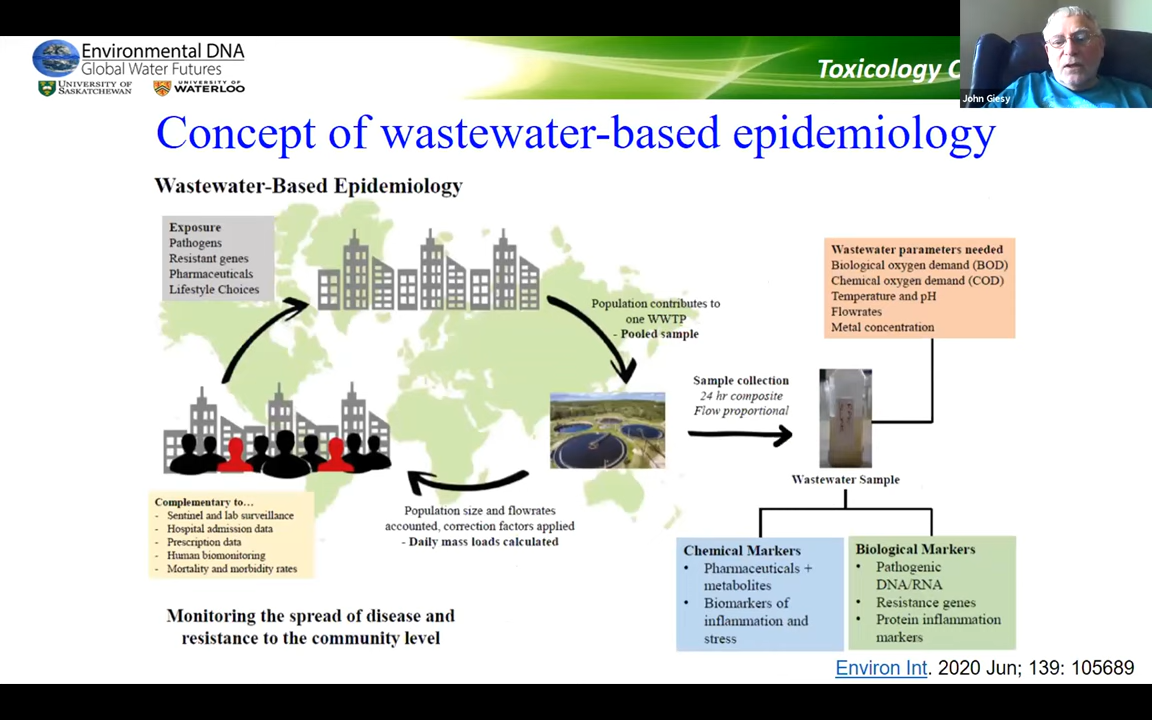 Environmental DNA
Global Water Futures
UNIVERSITY OF
SASKATCHEWAN
UNIVERSITY OF
WATERLOO
Toxicology
John Giesy
Concept of wastewater-based epidemiology
Wastewater-Based Epidemiology
Exposure
Pathogens
Resistant genes
Pharmaceuticals
Lifestyle Choices
Population contributes to
one WWTP
- Pooled sample
Wastewater parameters needed
Biological oxygen demand (BOD)
Chemical oxygen demand (COD)
Temperature and pH
Flowrates
Metal concentration
Sample collection
24 hr composite
Flow proportional
Wastewater Sample
Population size and flowrates
accounted, correction factors applied
- Daily mass loads calculated
Complementary to...
- Sentinel and lab surveillance
- Hospital admission data
- Prescription data
- Human biomonitoring
- Mortality and morbidity rates
Chemical Markers
• Pharmaceuticals +
metabolites
• Biomarkers of
inflammation and
stress
Biological Markers
• Pathogenic
DNA/RNA
• Resistance genes
• Protein inflammation
markers
Monitoring the spread of disease and
resistance to the community level
Environ Int. 2020 Jun; 139: 105689